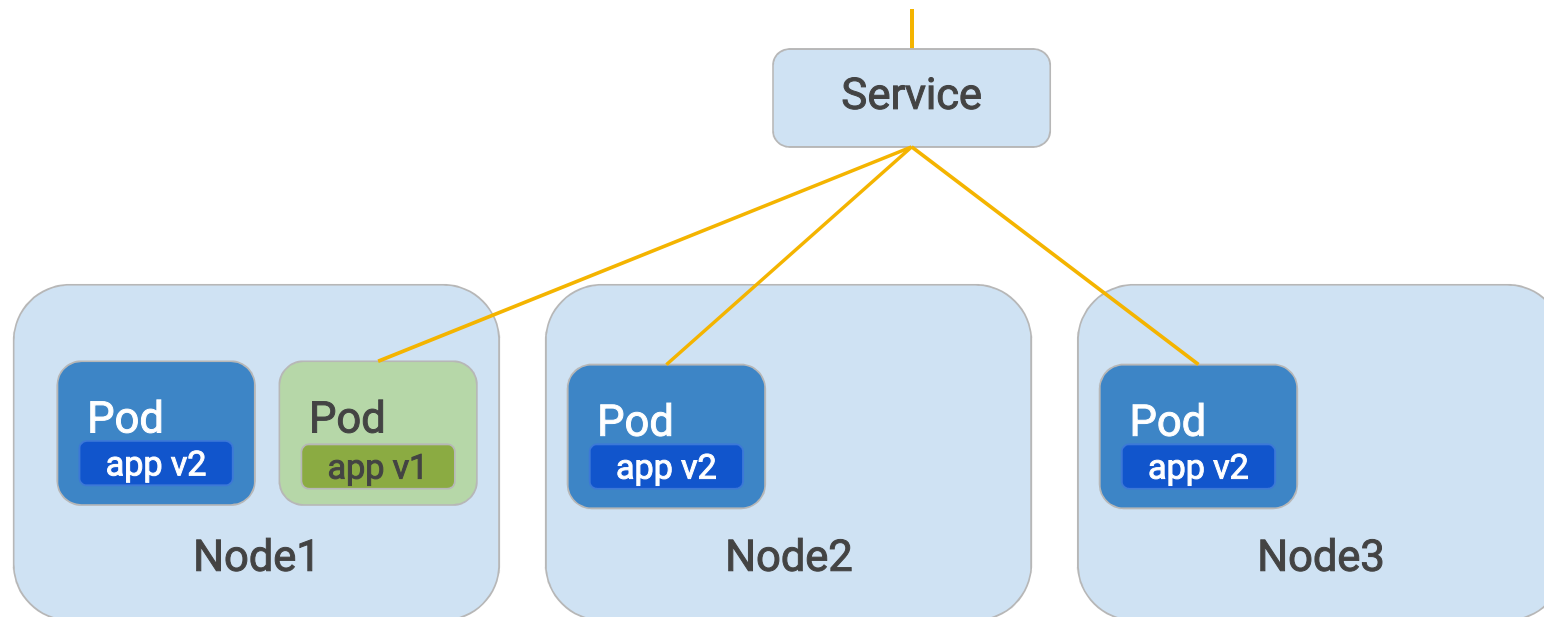 Service
Pod
app v2
Pod
app v1
Node1
Pod
app v2
Node2
Pod
app v2
Node3